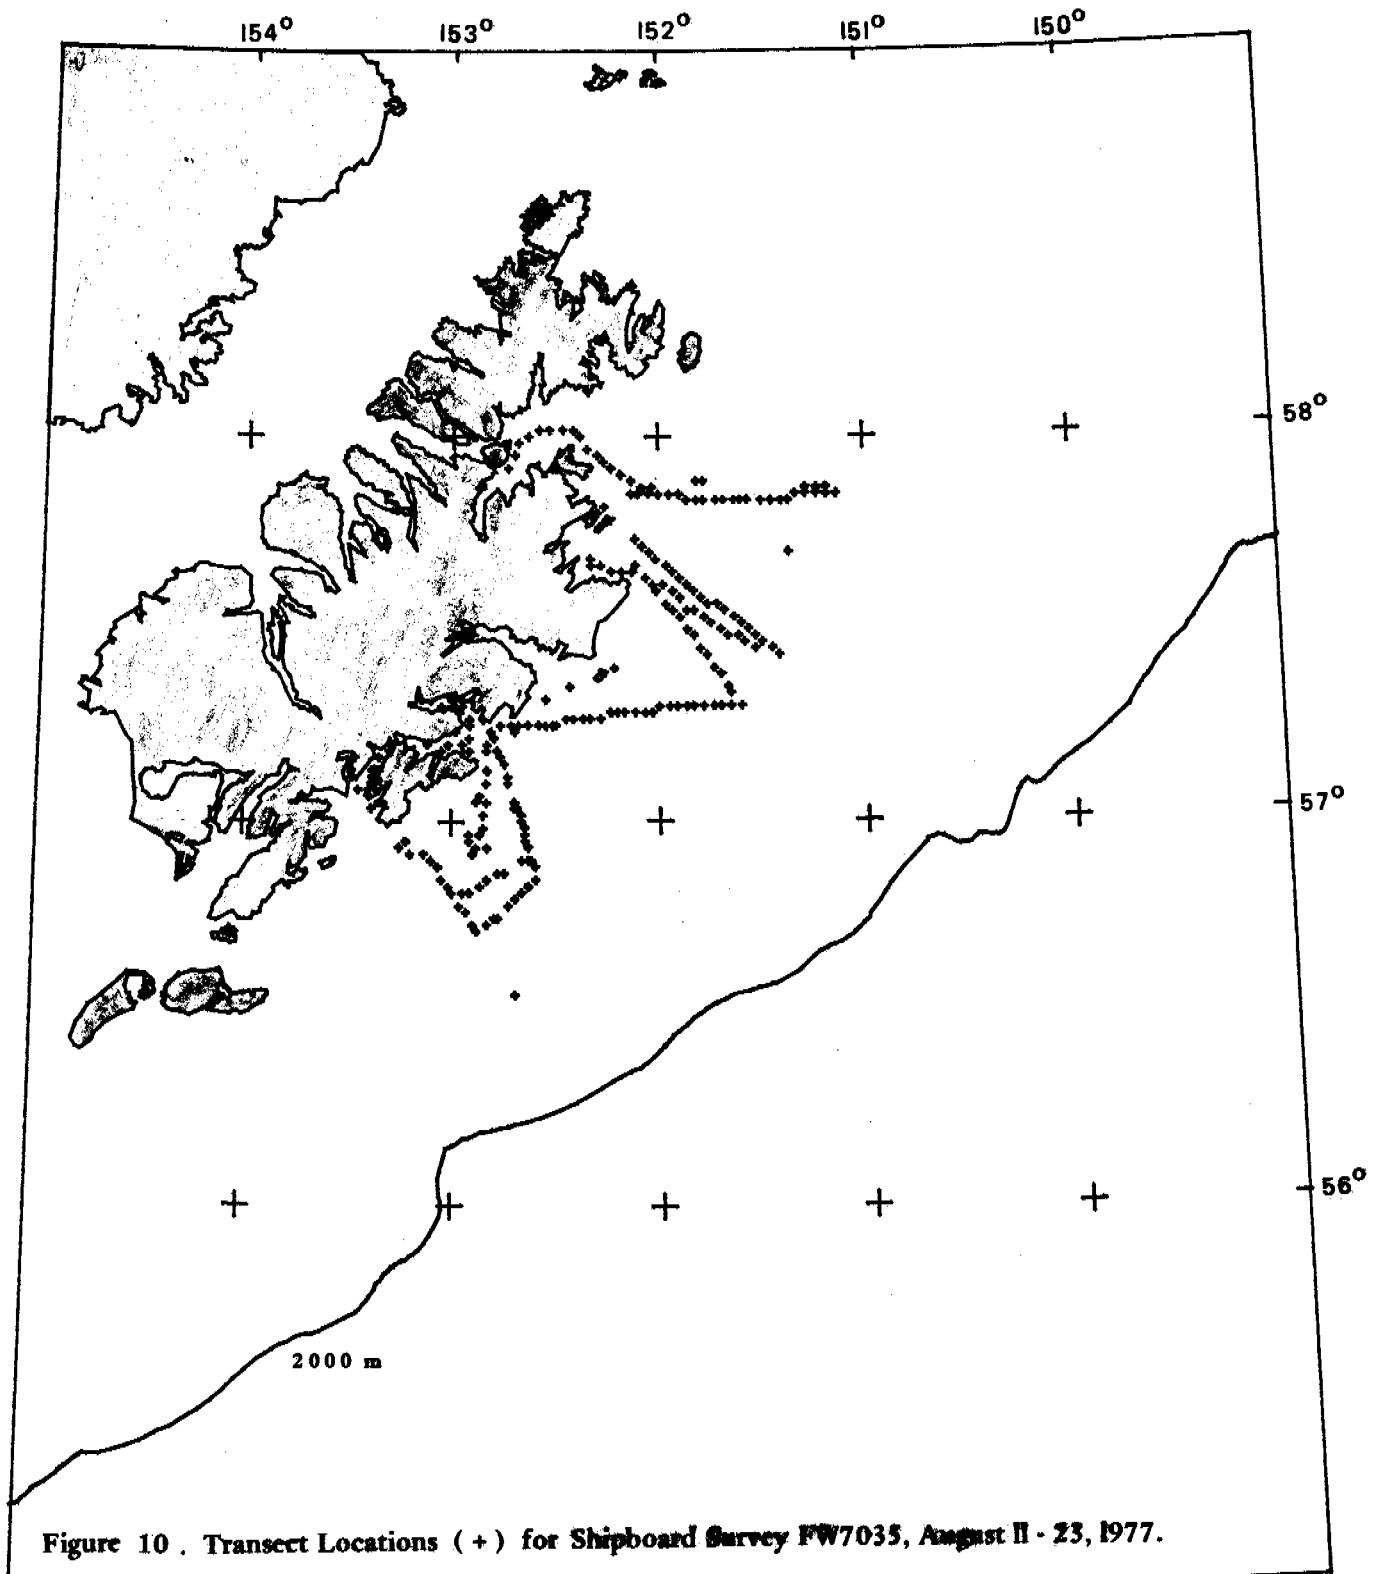 154° 153° 152° 151° 150°
58°
57°
56°
2000 m
Figure 10 . Transect Locations ( + ) for Shipboard Survey FW7035, August 11 - 23, 1977.